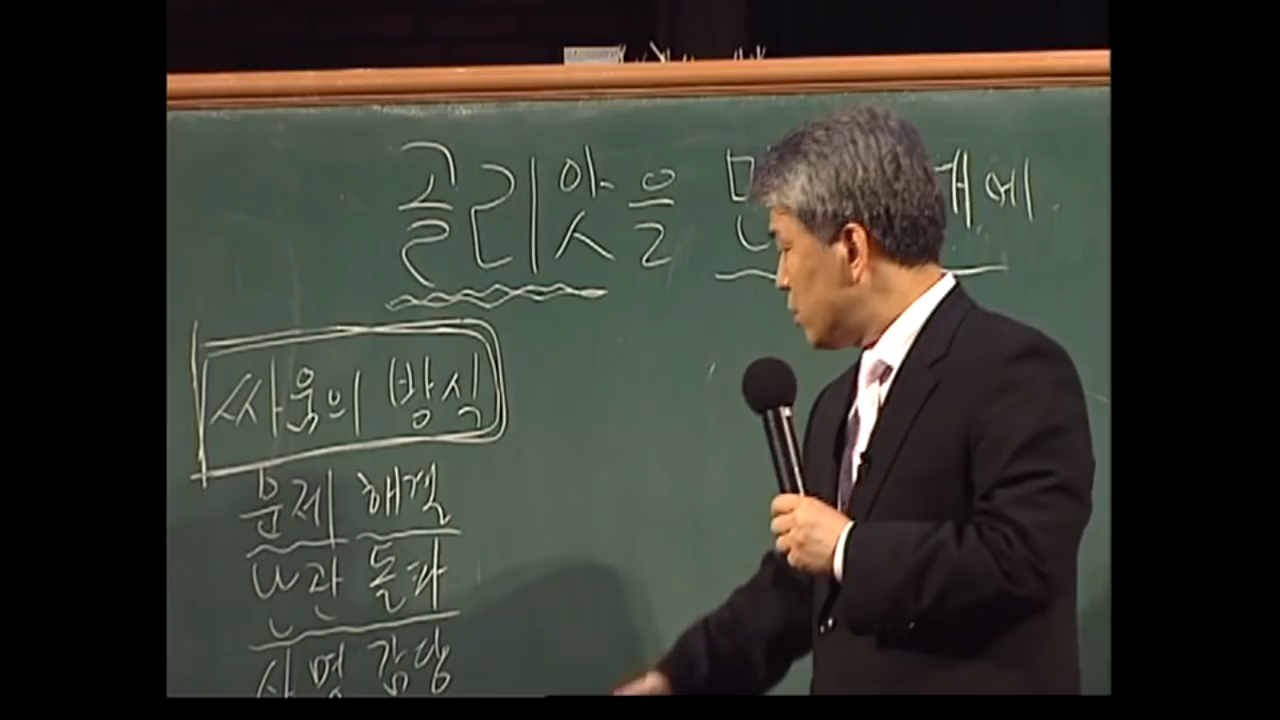 골리앗을
싸움의 방식
문제 해결
난관 돌파
사명 감당